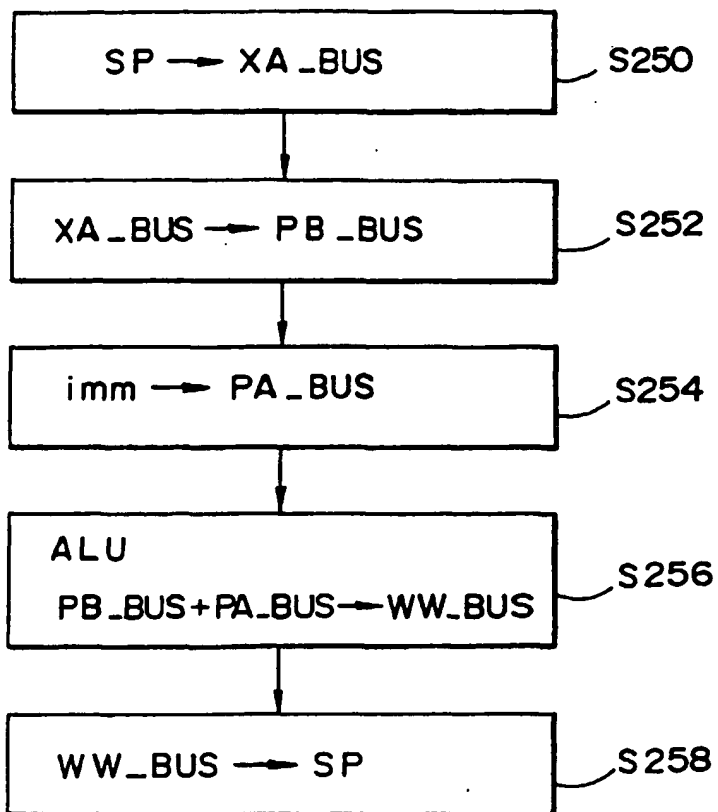 SP → XA_BUS
S250
XA_BUS → PB_BUS
S252
imm → PA_BUS
S254
ALU
PB_BUS+PA_BUS→WW_BUS
S256
WW_BUS → SP
S258